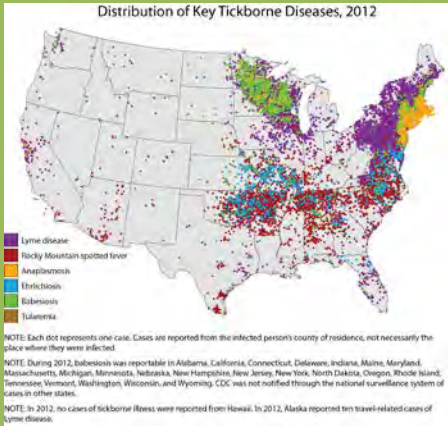 Distribution of Key Tickborne Diseases, 2012
Lyme disease
Rocky Mountain spotted fever
Anaplasmosis
Ehrlichiosis
Babesiosis
Tularemia
NOTE: Each dot represents one case. Cases are reported from the infected person's county of residence, not necessarily the
place where they were infected.
NOTE: During 2012, babesiosis was reportable in Alabama, California, Connecticut, Delaware, Indiana, Maine, Maryland,
Massachusetts, Michigan, Minnesota, Nebraska, New Hampshire, New Jersey, New York, North Dakota, Oregon, Rhode Island,
Tennessee, Vermont, Washington, Wisconsin, and Wyoming. CDC was not notified through the national surveillance system of
cases in other states.
NOTE: In 2012, no cases of tickborne illness were reported from Hawaii. In 2012, Alaska reported ten travel-related cases of
Lyme disease.